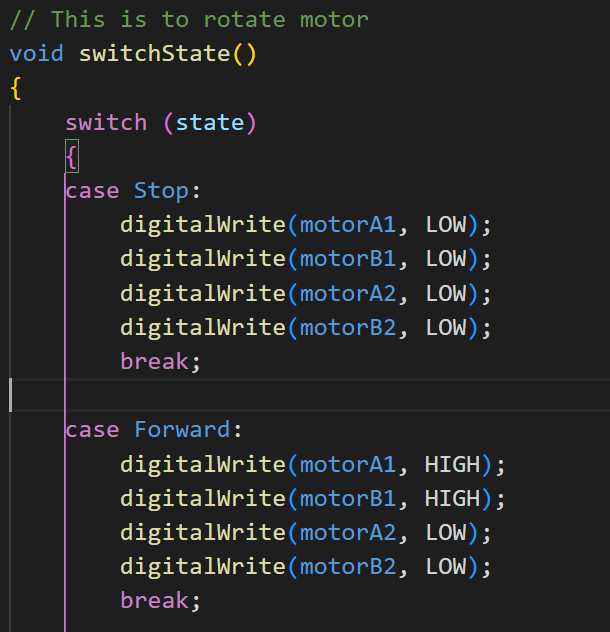 // This is to rotate motor
void switchState()
{
    switch (state)
    {
    case Stop:
        digitalWrite(motorA1, LOW);
        digitalWrite(motorB1, LOW);
        digitalWrite(motorA2, LOW);
        digitalWrite(motorB2, LOW);
        break;

    case Forward:
        digitalWrite(motorA1, HIGH);
        digitalWrite(motorB1, HIGH);
        digitalWrite(motorA2, LOW);
        digitalWrite(motorB2, LOW);
        break;